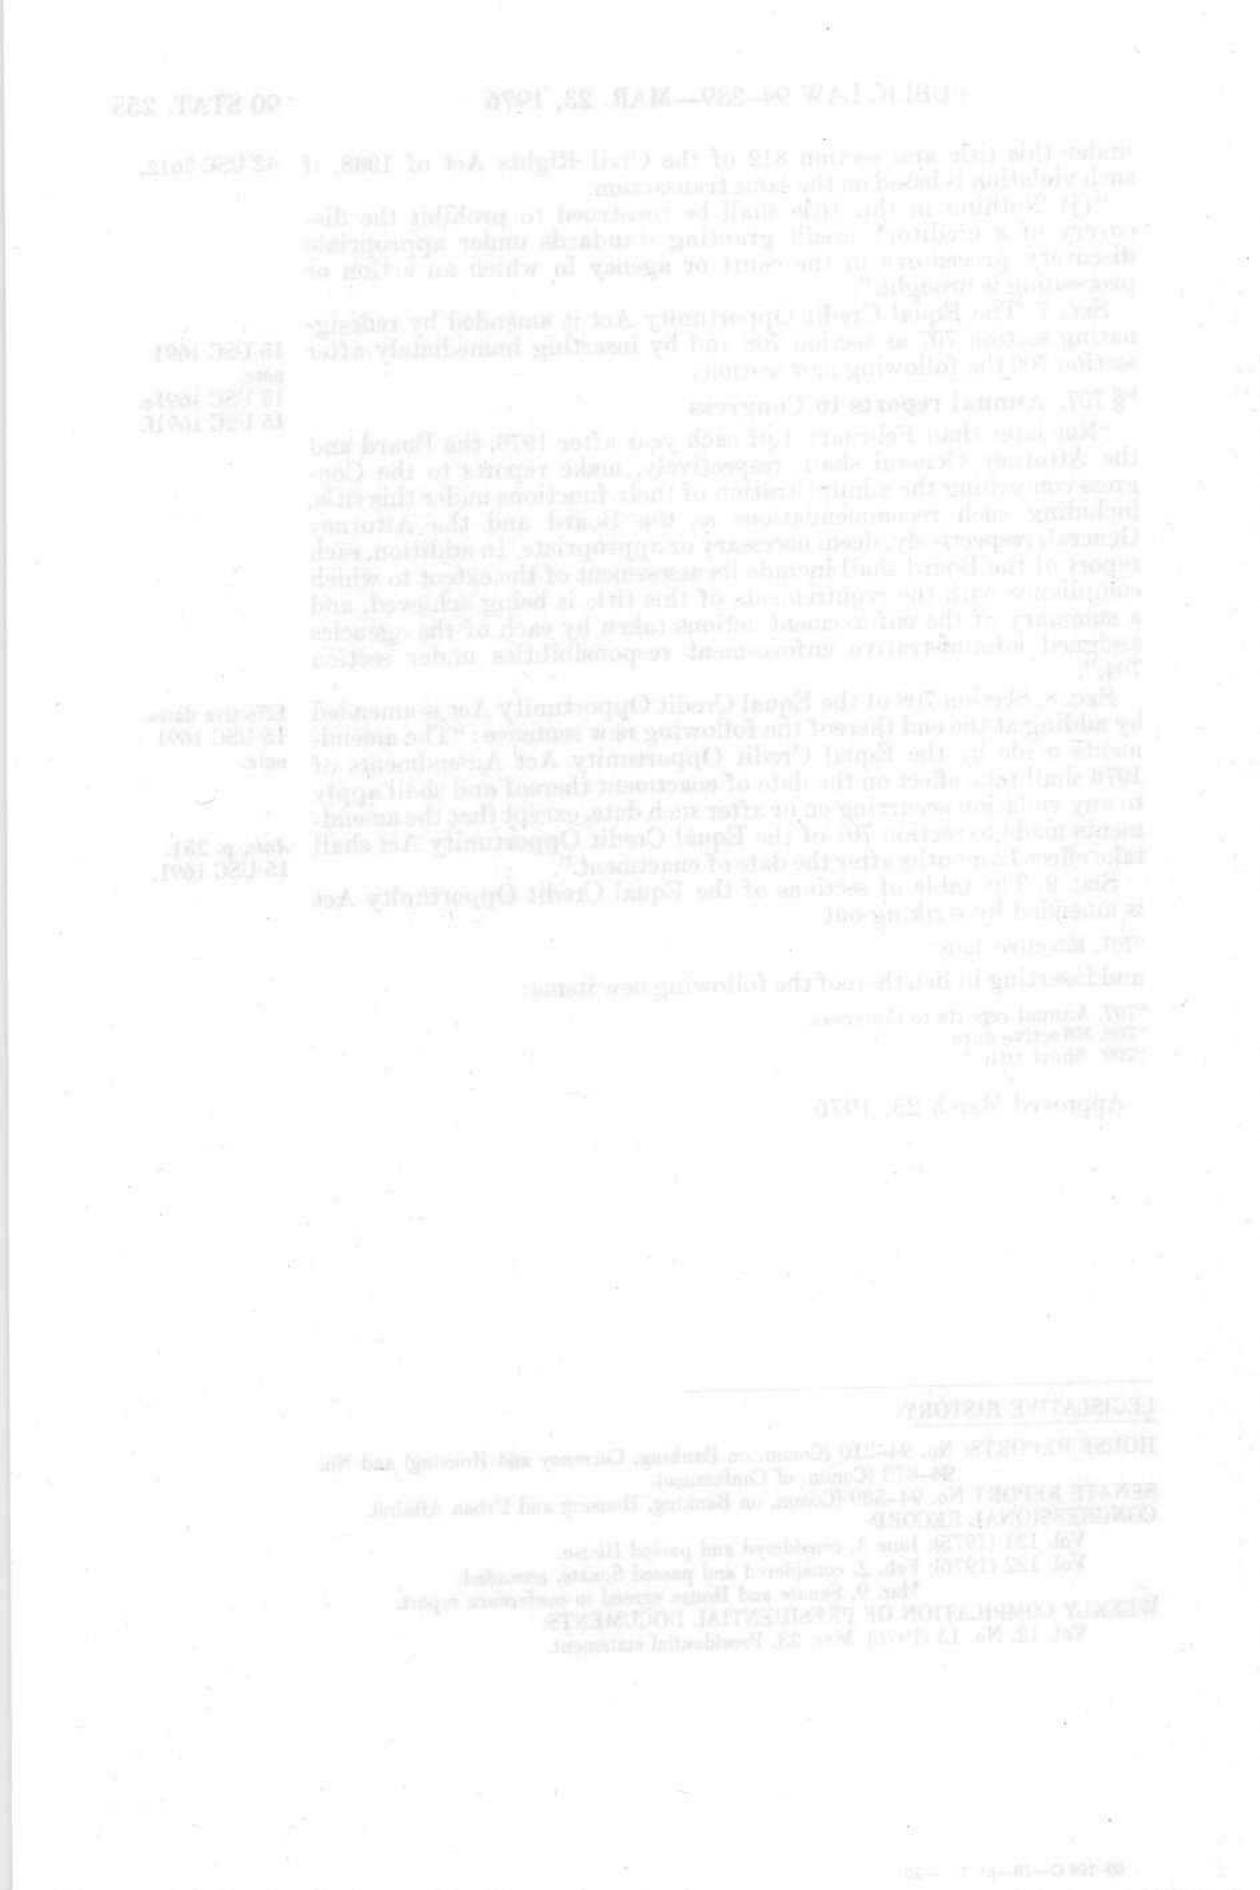 PUBLIC LAW 94-239—MAR. 23, 1976 90 STAT. 255
under this title and section 812 of the Civil Rights Act of 1968, if
42 USC 3612.
such violation is based on the same transaction.
"(j) Nothing in this title shall be construed to prohibit the dis-
covery of a creditor's credit granting standards under appropriate
discovery procedures in the court or agency in which an action or
proceeding is brought."
SEC. 7. The Equal Credit Opportunity Act is amended by redesig-
nating section 707 as section 708 and by inserting immediately after
15 USC 1691
note.
section 706 the following new section:
15 USC 1691e.
"§ 707. Annual reports to Congress
15 USC 1691f.
"Not later than February 1 of each year after 1976, the Board and
the Attorney General shall, respectively, make reports to the Con-
gress concerning the administration of their functions under this title,
including such recommendations as the Board and the Attorney
General, respectively, deem necessary or appropriate. In addition, each
report of the Board shall include its assessment of the extent to which
compliance with the requirements of this title is being achieved, and
a summary of the enforcement actions taken by each of the agencies
assigned administrative enforcement responsibilities under section
704.".
SEC. 8. Section 708 of the Equal Credit Opportunity Act is amended
Effective date.
by adding at the end thereof the following new sentence: "The amend-
15 USC 1691
note.
ments made by the Equal Credit Opportunity Act Amendments of
1976 shall take effect on the date of enactment thereof and shall apply
to any violation occurring on or after such date, except that the amend-
ments made to section 701 of the Equal Credit Opportunity Act shall
Ante, p. 251.
take effect 12 months after the date of enactment.".
15 USC 1691.
SEC. 9. The table of sections of the Equal Credit Opportunity Act
is amended by striking out
"707. Effective date."
and inserting in lieu thereof the following new items:
"707. Annual reports to Congress.
"708. Effective date.
"709. Short title
Approved March 23, 1976.
LEGISLATIVE HISTORY:
HOUSE REPORTS: No. 94-210 (Comm. on Banking, Currency and Housing) and No.
94-873 (Comm. of Conference).
SENATE REPORT No. 94-589 (Comm. on Banking, Housing and Urban Affairs).
CONGRESSIONAL RECORD:
Vol. 121 (1975): June 3, considered and passed House.
Vol. 122 (1976): Feb. 2, considered and passed Senate, amended.
Mar. 9, Senate and House agreed to conference report.
WEEKLY COMPILATION OF PRESIDENTIAL DOCUMENTS:
Vol. 12, No. 13 (1976): Mar. 23, Presidential statement.